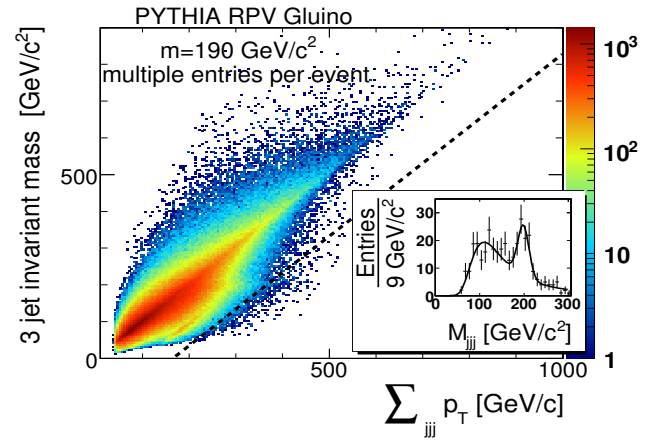 PYTHIA RPV Gluino
m=190 GeV/c²
multiple entries per event
3 jet invariant mass [GeV/c²]
500
0
500
1000
∑ jjj p_T [GeV/c]
10³
10²
10
1
Entries
9 GeV/c²
30
20
10
0
0 100 200 300
M_jjj [GeV/c²]